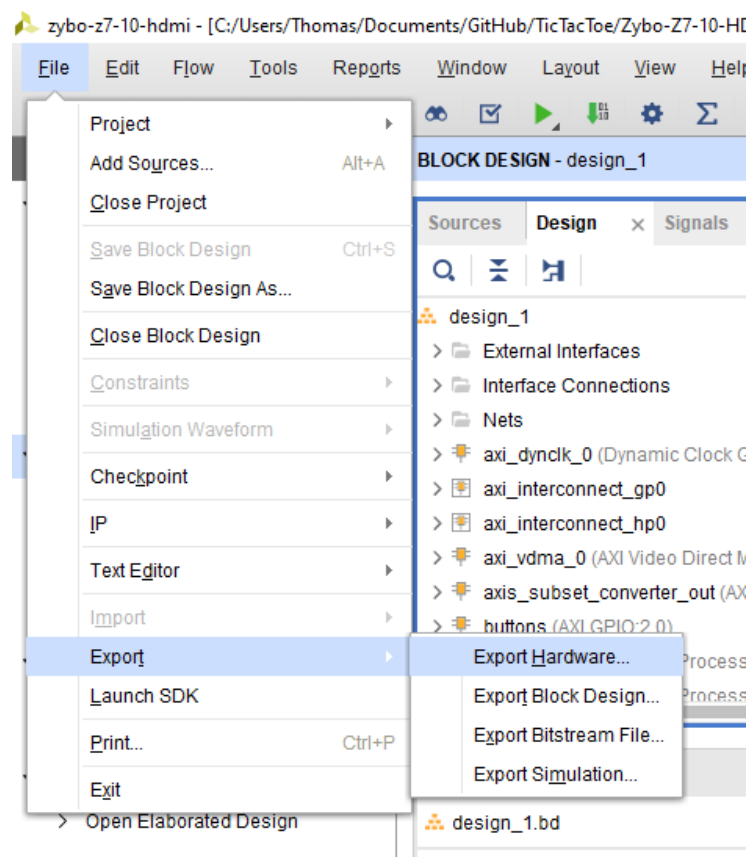 zybo-z7-10-hdmi - [C:/Users/Thomas/Documents/GitHub/TicTacToe/Zybo-Z7-10-HD
File Edit Flow Tools Reports Window Layout View Help
Project
Add Sources... Alt+A
Close Project
Save Block Design Ctrl+S
Save Block Design As...
Close Block Design
Constraints
Simulation Waveform
Checkpoint
IP
Text Editor
Import
Export
Launch SDK
Print... Ctrl+P
Exit
Open Elaborated Design
Export Hardware...
Export Block Design...
Export Bitstream File...
Export Simulation...
BLOCK DESIGN - design_1
Sources Design Signals
design_1
External Interfaces
Interface Connections
Nets
axi_dynclk_0 (Dynamic Clock G
axi_interconnect_gp0
axi_interconnect_hp0
axi_vdma_0 (AXI Video Direct M
axis_subset_converter_out (AX
buttons (AXI GPIO:2.0)
Process
Process
design_1.bd